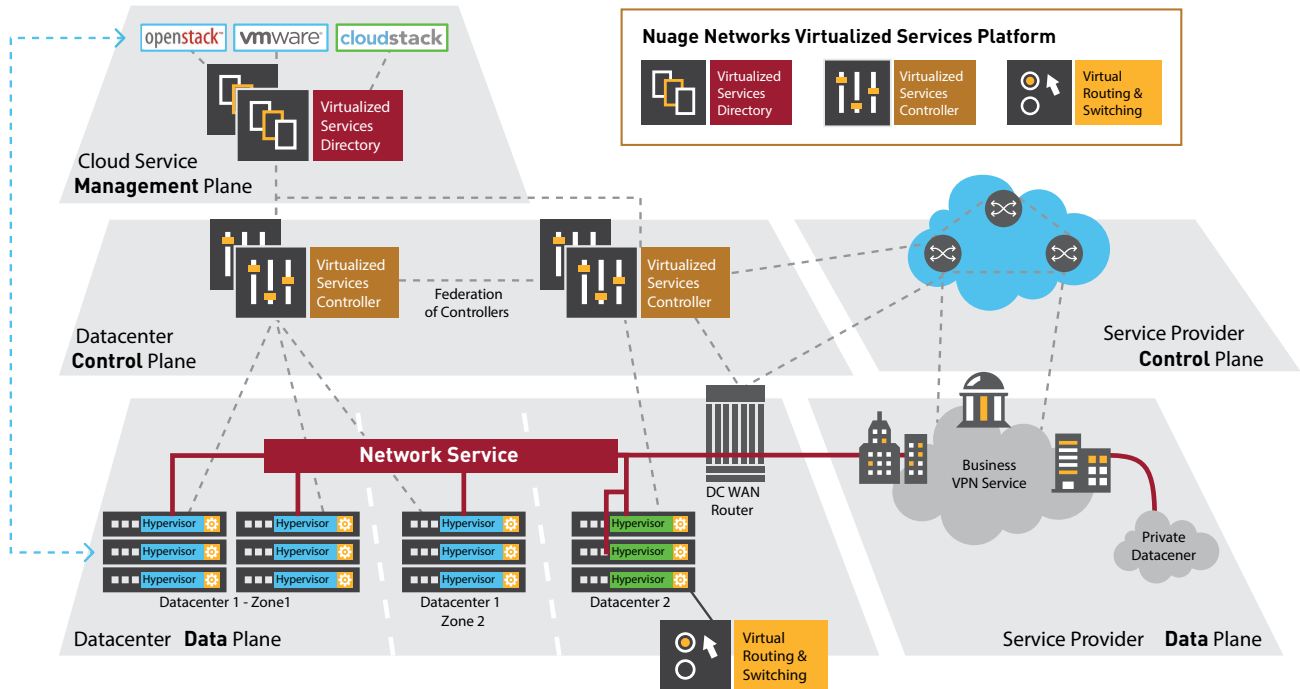 openstack™
vmware®
cloudstack
Nuage Networks Virtualized Services Platform
Virtualized
Services
Directory
Virtualized
Services
Controller
Virtual
Routing &
Switching
Virtualized
Services
Directory
Cloud Service
Management Plane
Virtualized
Services
Controller
Federation
of Controllers
Virtualized
Services
Controller
Datacenter
Control Plane
Service Provider
Control Plane
Network Service
DC WAN
Router
Business
VPN Service
Private
Datacener
Hypervisor
Hypervisor
Hypervisor
Hypervisor
Hypervisor
Hypervisor
Datacenter 1 - Zone1
Hypervisor
Hypervisor
Hypervisor
Datacenter 1
Zone 2
Hypervisor
Hypervisor
Hypervisor
Datacenter 2
Datacenter Data Plane
Virtual
Routing &
Switching
Service Provider Data Plane